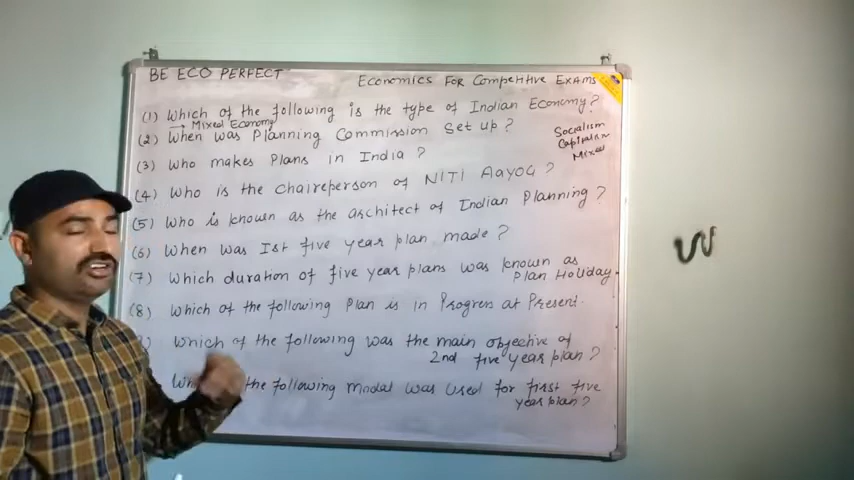 BE ECO PERFECT
Economics For Competitive Exams
(1) Which of the following is the type of Indian Economy?
→ Mixed Economy
(2) When was Planning Commission Set up?
Socialism
Capitalism
Mixed
(3) Who makes Plans in India?
(4) Who is the chaireperson of NITI Aayog?
(5) Who is known as the architect of Indian Planning?
(6) When was Ist five year plan made?
(7) Which duration of five year plans was known as
Plan Holiday.
(8) Which of the following Plan is in Progress at Present.
Which of the following was the main objective of
2nd five year plan?
the following modal was used for first five
year plan?